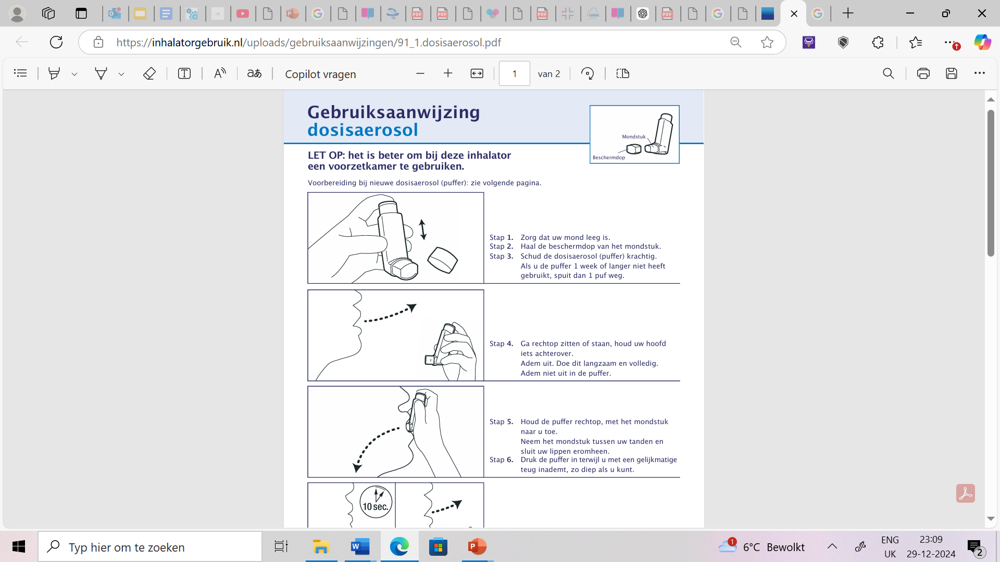 https://inhalatorgebruik.nl/uploads/gebruiksaanwijzingen/91_1.dosisaerosol.pdf
Copilot vragen
1 van 2
Gebruiksaanwijzing
dosisaerosol
Mondstuk
Beschermdop
LET OP: het is beter om bij deze inhalator
een voorzetkamer te gebruiken.
Voorbereiding bij nieuwe dosisaerosol (puffer): zie volgende pagina.
Stap 1. Zorg dat uw mond leeg is.
Stap 2. Haal de beschermdop van het mondstuk.
Stap 3. Schud de dosisaerosol (puffer) krachtig.
Als u de puffer 1 week of langer niet heeft
gebruikt, spuit dan 1 puf weg.
Stap 4. Ga rechtop zitten of staan, houd uw hoofd
iets achterover.
Adem uit. Doe dit langzaam en volledig.
Adem niet uit in de puffer.
Stap 5. Houd de puffer rechtop, met het mondstuk
naar u toe.
Neem het mondstuk tussen uw tanden en
sluit uw lippen eromheen.
Stap 6. Druk de puffer in terwijl u met een gelijkmatige
teug inademt, zo diep als u kunt.
10 sec.
Typ hier om te zoeken
1
6°C Bewolkt
ENG
UK
23:09
29-12-2024
2